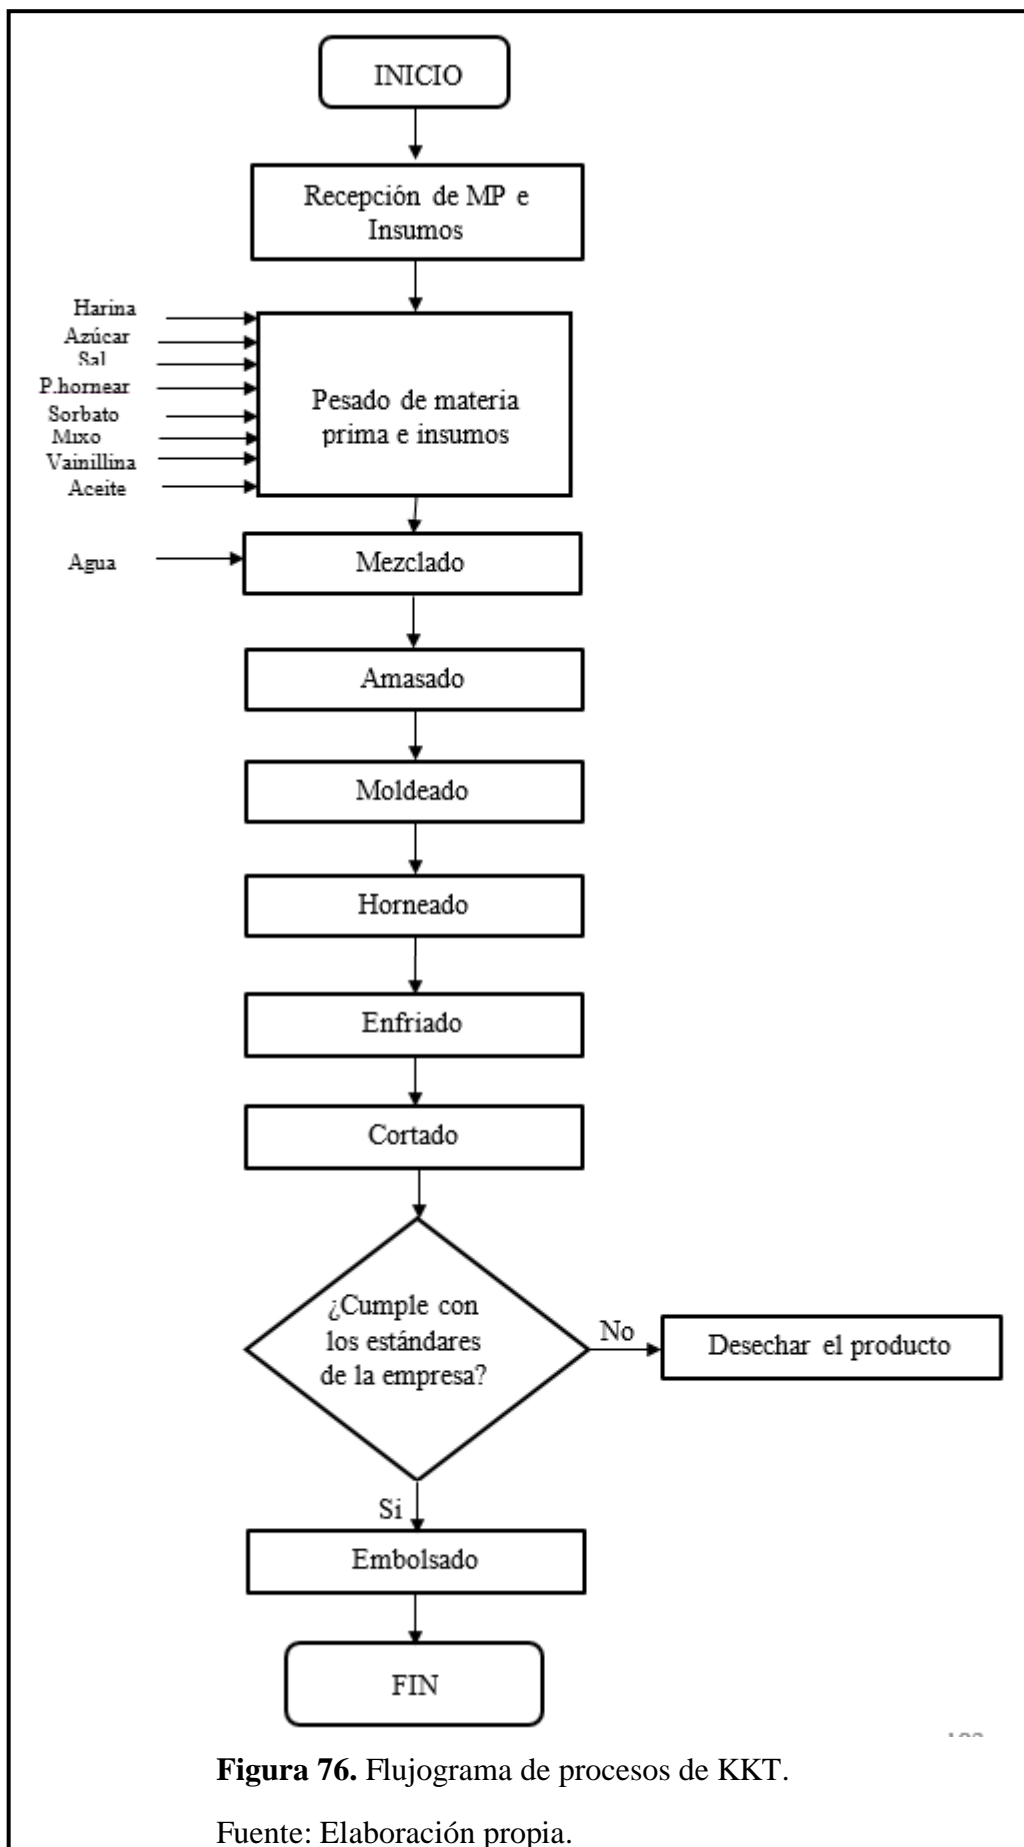 INICIO
Recepción de MP e
Insumos
Harina
Azúcar
Sal
P.hornear
Sorbato
Mixo
Vainillina
Aceite
Pesado de materia
prima e insumos
Agua
Mezclado
Amasado
Moldeado
Horneado
Enfriado
Cortado
¿Cumple con
los estándares
de la empresa?
No
Desechar el producto
Si
Embolsado
FIN
Figura 76. Flujograma de procesos de KKT.
Fuente: Elaboración propia.